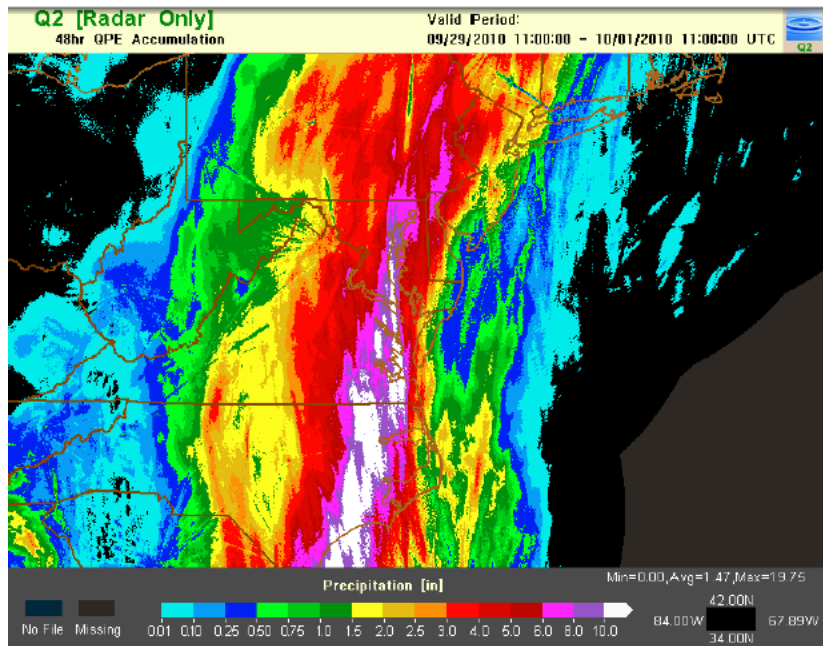 Q2 [Radar Only]
48hr QPE Accumulation
Valid Period:
09/29/2010 11:00:00 - 10/01/2010 11:00:00 UTC
Q2
Min=0.00,Avg=1.47,Max=19.75
Precipitation [in]
No File
Missing
0.01 0.10 0.25 0.50 0.75 1.0 1.5 2.0 2.5 3.0 4.0 5.0 6.0 8.0 10.0
42.00N
84.00W
67.89W
34.00N